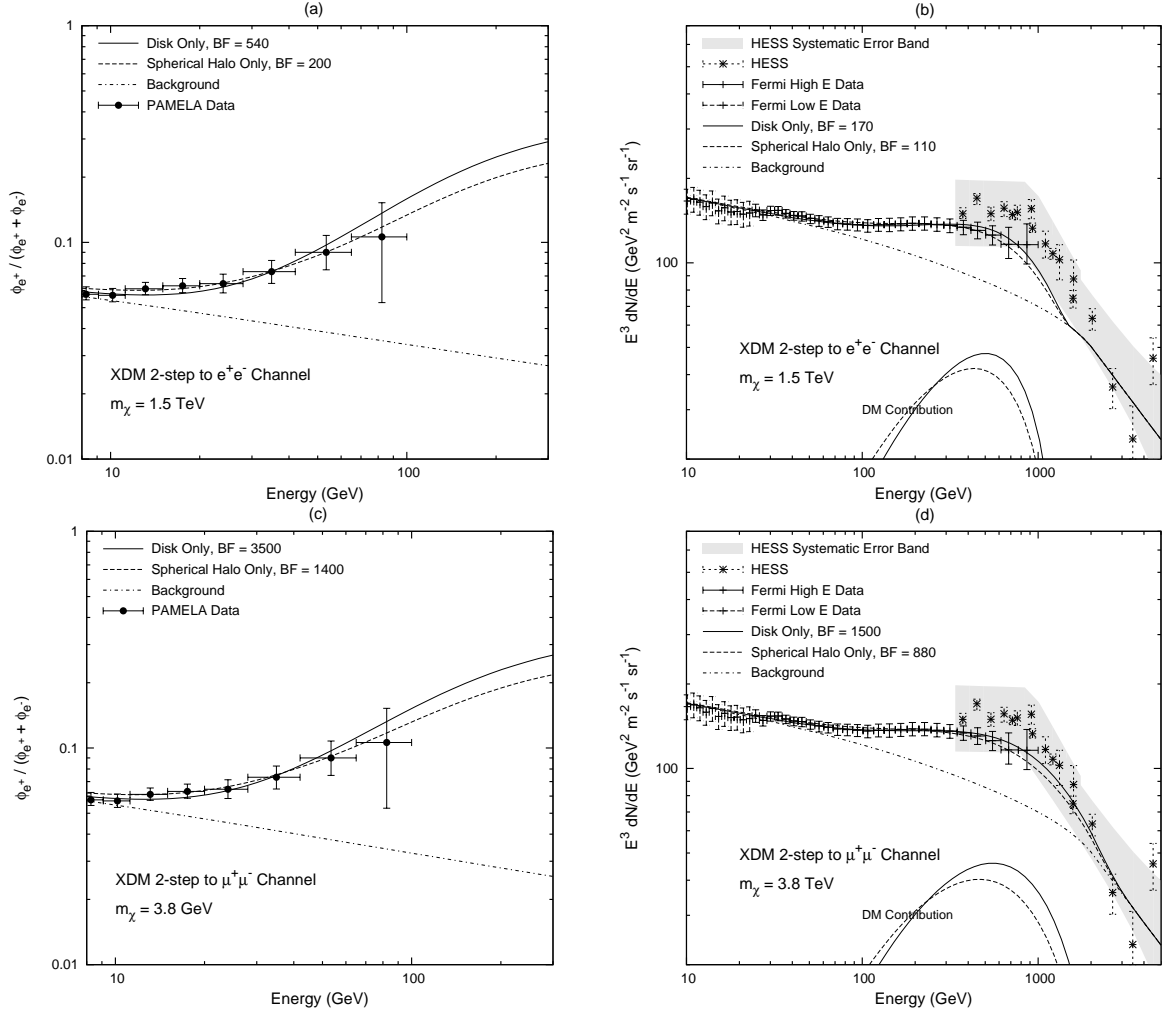 (a)
Disk Only, BF = 540
Spherical Halo Only, BF = 200
Background
PAMELA Data
1
0.1
0.01
ϕe+ / (ϕe+ + ϕe-)
XDM 2-step to e+e- Channel
mχ = 1.5 TeV
10
100
Energy (GeV)
(b)
HESS Systematic Error Band
HESS
Fermi High E Data
Fermi Low E Data
Disk Only, BF = 170
Spherical Halo Only, BF = 110
Background
100
E3 dN/dE (GeV2 m-2 s-1 sr-1)
XDM 2-step to e+e- Channel
mχ = 1.5 TeV
DM Contribution
10
100
1000
Energy (GeV)
(c)
Disk Only, BF = 3500
Spherical Halo Only, BF = 1400
Background
PAMELA Data
1
0.1
0.01
ϕe+ / (ϕe+ + ϕe-)
XDM 2-step to μ+μ- Channel
mχ = 3.8 GeV
10
100
Energy (GeV)
(d)
HESS Systematic Error Band
HESS
Fermi High E Data
Fermi Low E Data
Disk Only, BF = 1500
Spherical Halo Only, BF = 880
Background
100
E3 dN/dE (GeV2 m-2 s-1 sr-1)
XDM 2-step to μ+μ- Channel
mχ = 3.8 TeV
DM Contribution
10
100
1000
Energy (GeV)